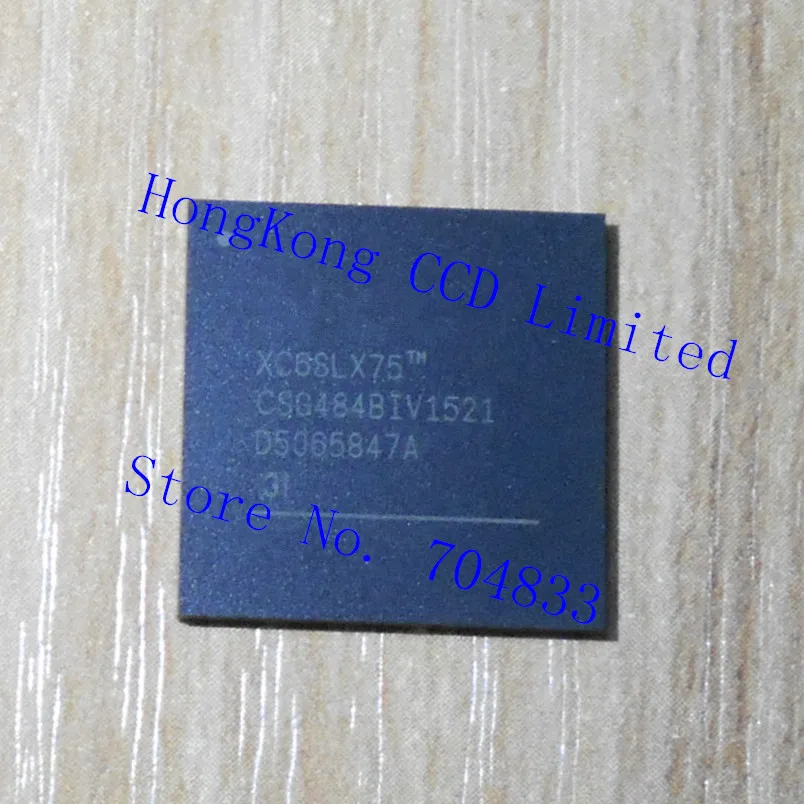 HongKong CCD Limited
XC6SLX75™
CSG484BIV1521
D5065847A
3I
Store No. 704833